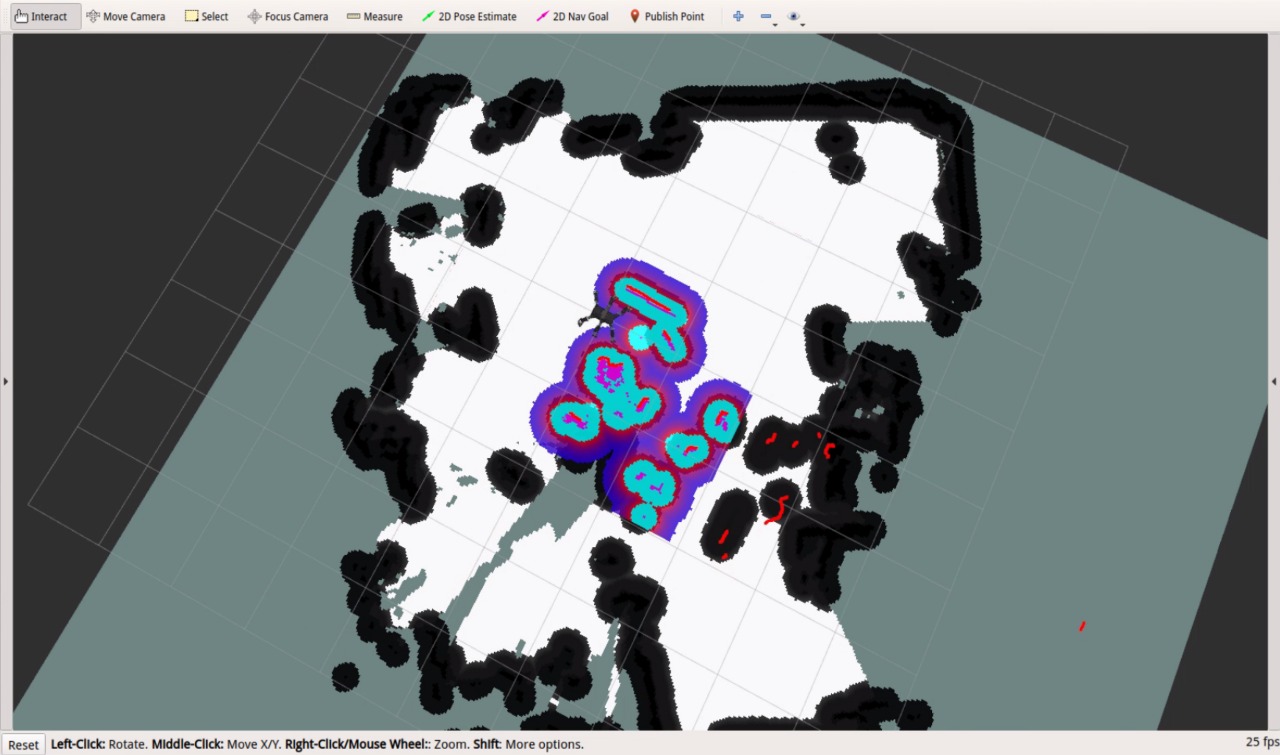 Interact Move Camera Select Focus Camera Measure 2D Pose Estimate 2D Nav Goal Publish Point
Reset Left-Click: Rotate. Middle-Click: Move X/Y. Right-Click/Mouse Wheel:: Zoom. Shift: More options. 25 fps